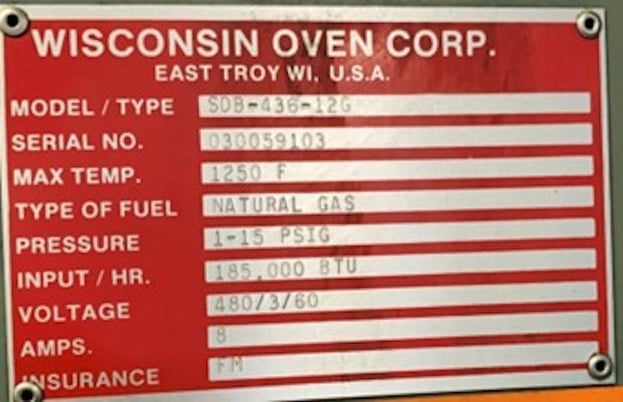 WISCONSIN OVEN CORP.
EAST TROY WI, U.S.A.
MODEL / TYPE SDB-436-12G
SERIAL NO. 030059103
MAX TEMP. 1250 F
TYPE OF FUEL NATURAL GAS
PRESSURE 1-15 PSIG
INPUT / HR. 185,000 BTU
VOLTAGE 480/3/60
AMPS. 8
INSURANCE FM